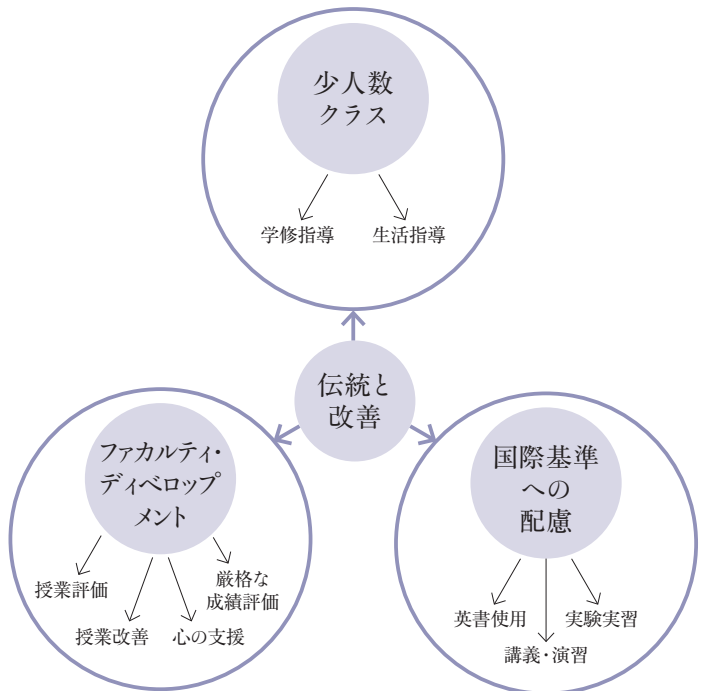 少人数
クラス
学修指導
生活指導
伝統と
改善
ファカルティ・
ディベロップ
メント
授業評価
授業改善
心の支援
厳格な
成績評価
国際基準
への
配慮
英書使用
講義・演習
実験実習